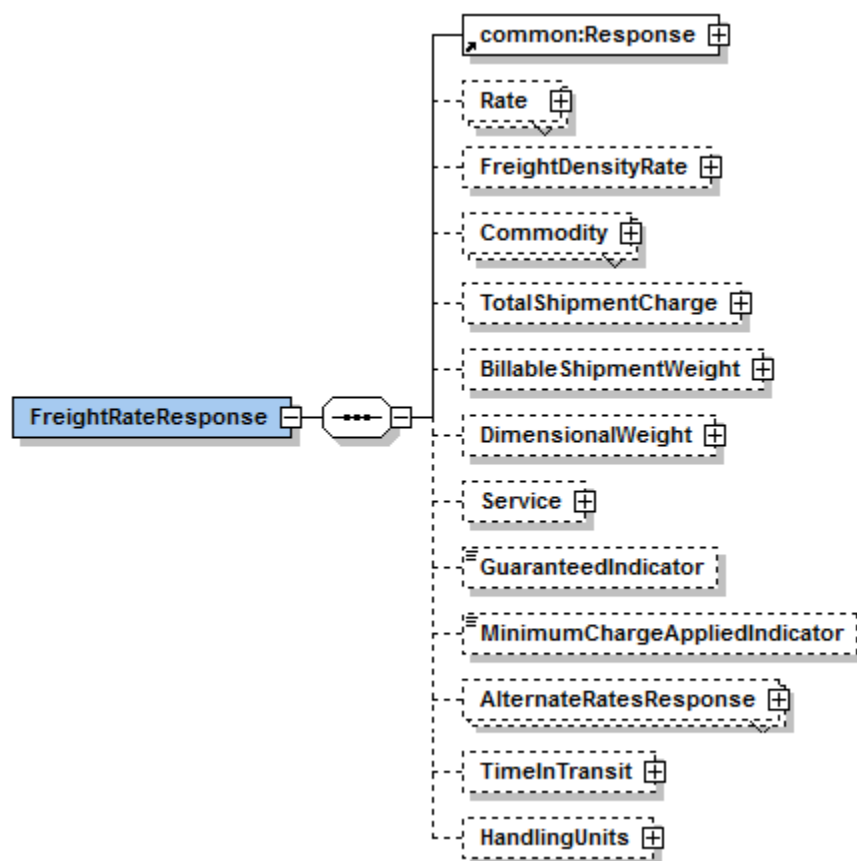 common:Response
Rate
FreightDensityRate
Commodity
TotalShipmentCharge
BillableShipmentWeight
FreightRateResponse
DimensionalWeight
Service
GuaranteedIndicator
MinimumChargeAppliedIndicator
AlternateRatesResponse
TimeInTransit
HandlingUnits